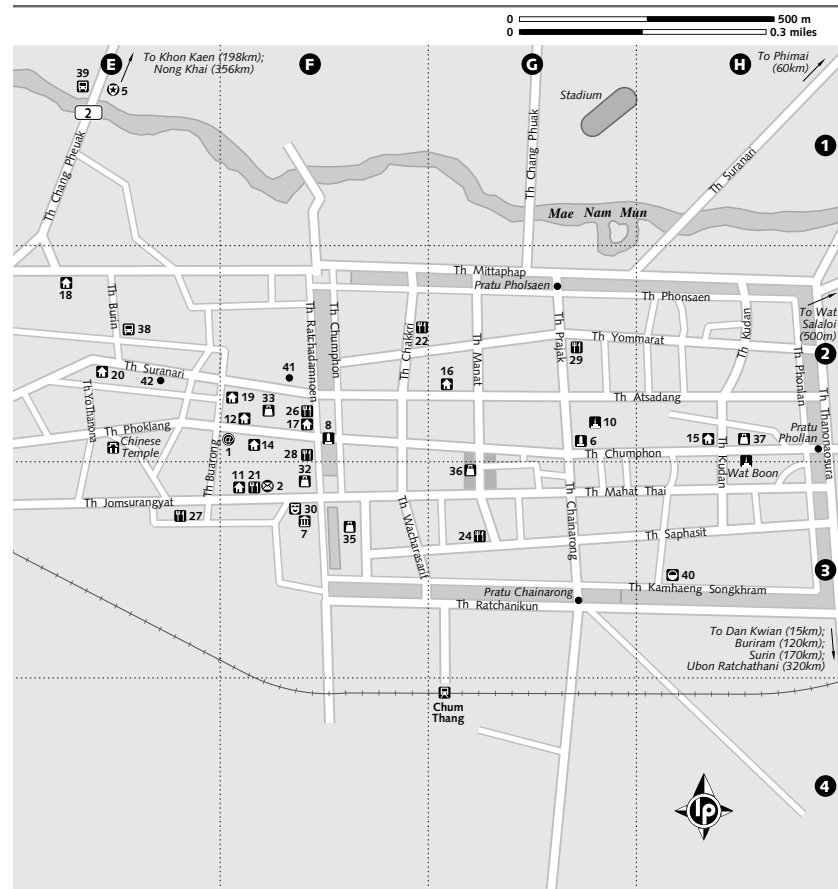 0 500 m
0 0.3 miles
E
F
G
H
To Khon Kaen (198km);
Nong Khai (356km)
To Phimai
(60km)
39
5
2
Stadium
1
Th Chang Pheuak
Th Chang Phuak
Th Suranari
Mae Nam Mun
Th Mittaphap
Pratu Pholsaen
18
Th Burin
Th Ratchadamnoen
Th Chumphon
Th Chakkri
Th Manat
Th Prajak
Th Phonsaen
Th Kudan
To Wat
Salaloi
(500m)
38
22
Th Yommarat
29
2
Th Suranari
41
20
42
16
Th Phonlan
19
33
Th Atsadang
Th YoThanona
12
26
17
8
10
Th Phoklang
Th Thaonaosura
Chinese
Temple
1
14
6
15
37
Pratu
Phollan
28
Th Chumphon
Th Buarong
32
36
Wat Boon
11 21
2
Th Kudan
Th Jomsurangyat
Th Mahat Thai
27
30
7
35
Th Wacharasarit
24
Th Chainarong
Th Saphasit
40
3
Pratu Chainarong
Th Kamhaeng Songkhram
Th Ratchanikun
To Dan Kwian (15km);
Buriram (120km);
Surin (170km);
Ubon Ratchathani (320km)
Chum
Thang
4
lp